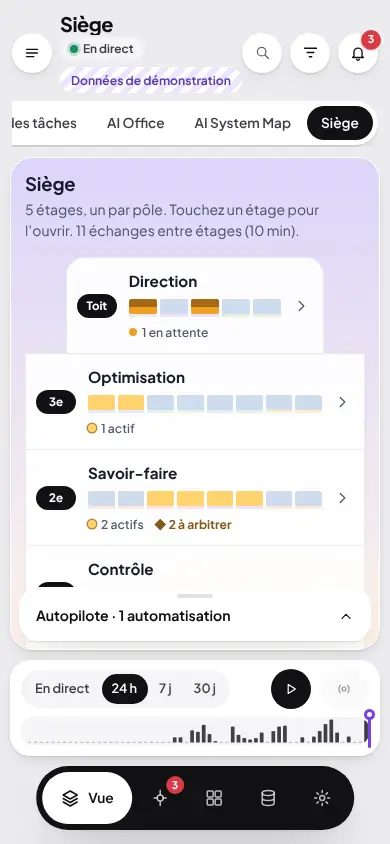 Siège
En direct
Données de démonstration
3
les tâches
AI Office
AI System Map
Siège
Siège
5 étages, un par pôle. Touchez un étage pour
l'ouvrir. 11 échanges entre étages (10 min).
Direction
Toit
1 en attente
Optimisation
3e
1 actif
Savoir-faire
2e
2 actifs
2 à arbitrer
Contrôle
Autopilote · 1 automatisation
En direct
24 h
7 j
30 j
Vue
3